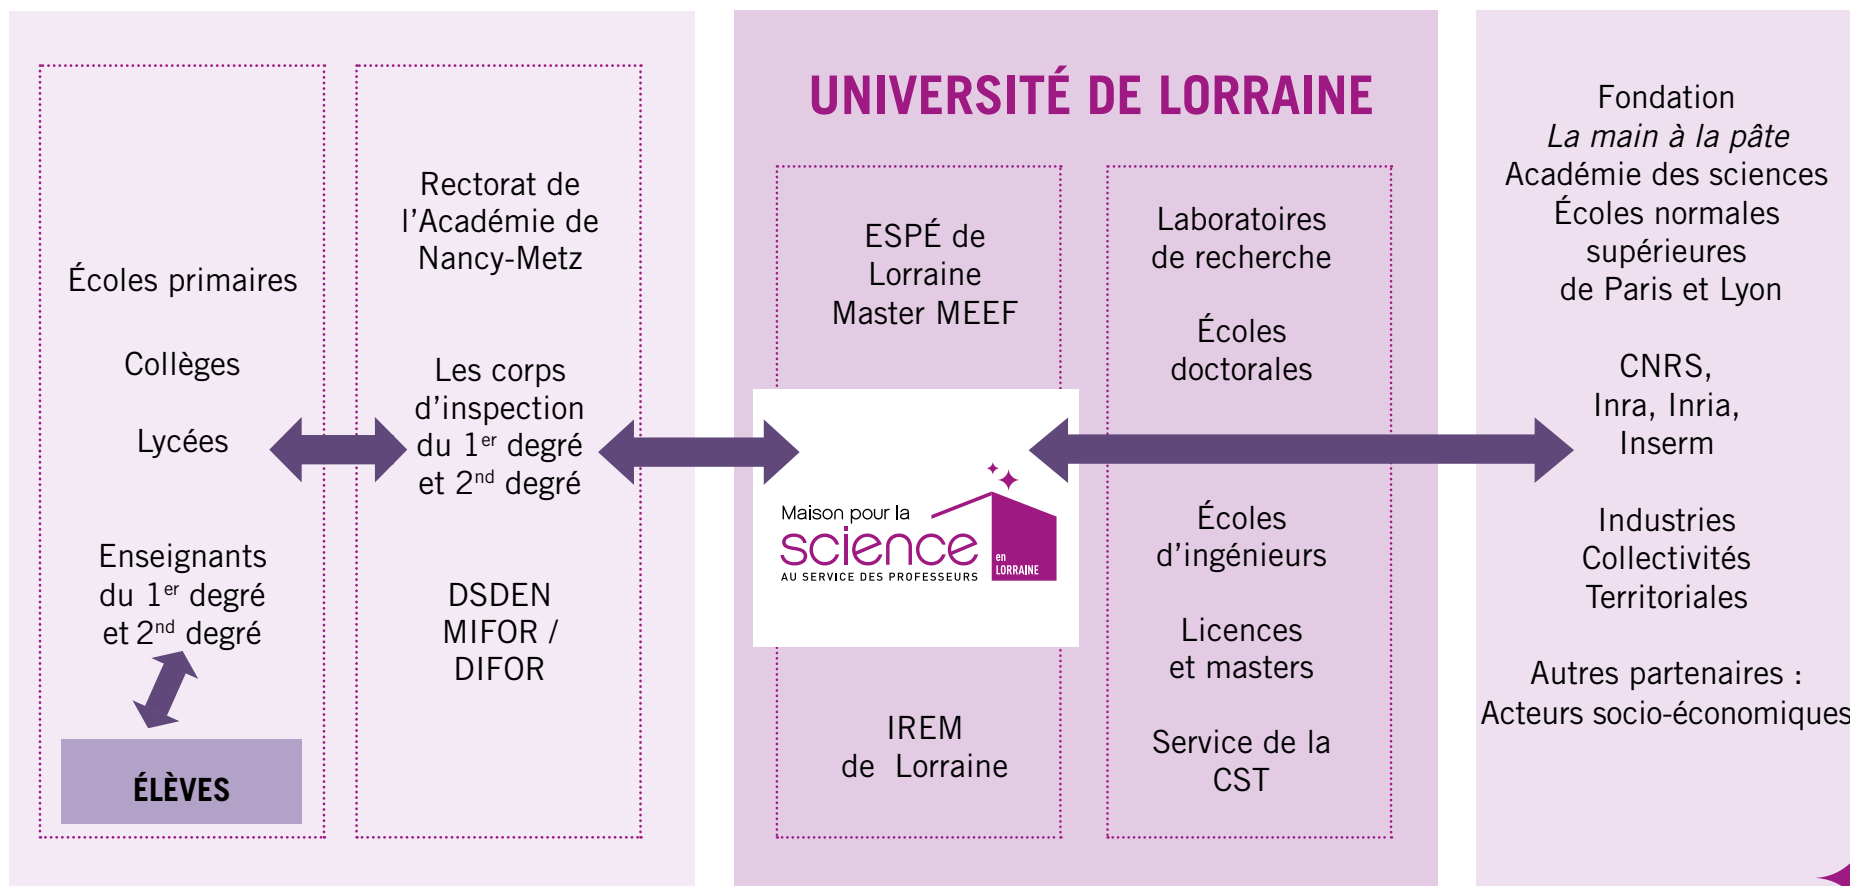 Écoles primaires
Collèges
Lycées
Enseignants
du 1er degré
et 2nd degré
ÉLÈVES
Rectorat de
l'Académie de
Nancy-Metz
Les corps
d'inspection
du 1er degré
et 2nd degré
DSDEN
MIFOR /
DIFOR
UNIVERSITÉ DE LORRAINE
ESPÉ de
Lorraine
Master MEEF
Maison pour la
science
AU SERVICE DES PROFESSEURS
en
LORRAINE
IREM
de Lorraine
Laboratoires
de recherche
Écoles
doctorales
Écoles
d'ingénieurs
Licences
et masters
Service de la
CST
Fondation
La main à la pâte
Académie des sciences
Écoles normales
supérieures
de Paris et Lyon
CNRS,
Inra, Inria,
Inserm
Industries
Collectivités
Territoriales
Autres partenaires :
Acteurs socio-économiques